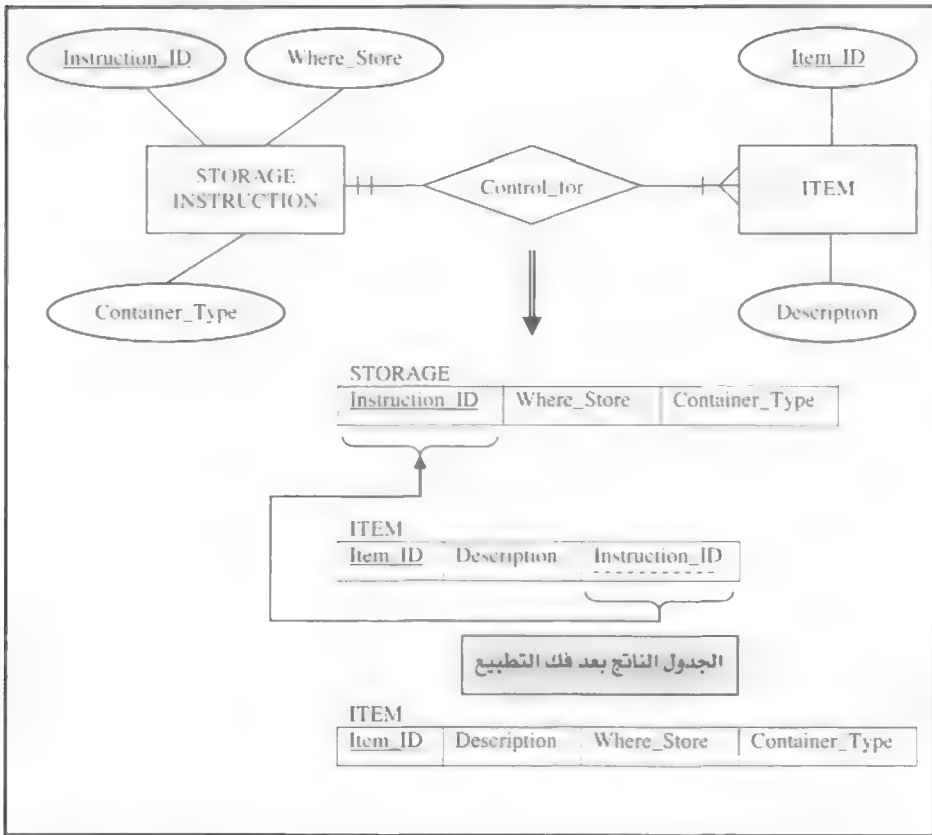 Instruction_ID
Where_Store
Item_ID
STORAGE
INSTRUCTION
Control_for
ITEM
Container_Type
Description
STORAGE
Instruction_ID Where_Store Container_Type
ITEM
Item_ID Description Instruction_ID
الجدول الناتج بعد فك التطبيع
ITEM
Item_ID Description Where_Store Container_Type